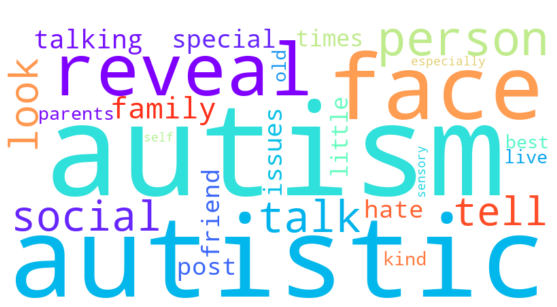 talking special times person
look reveal old especially face
parents family
autism
self issues little best
live sensory
social friend talk hate tell
autistic
post kind